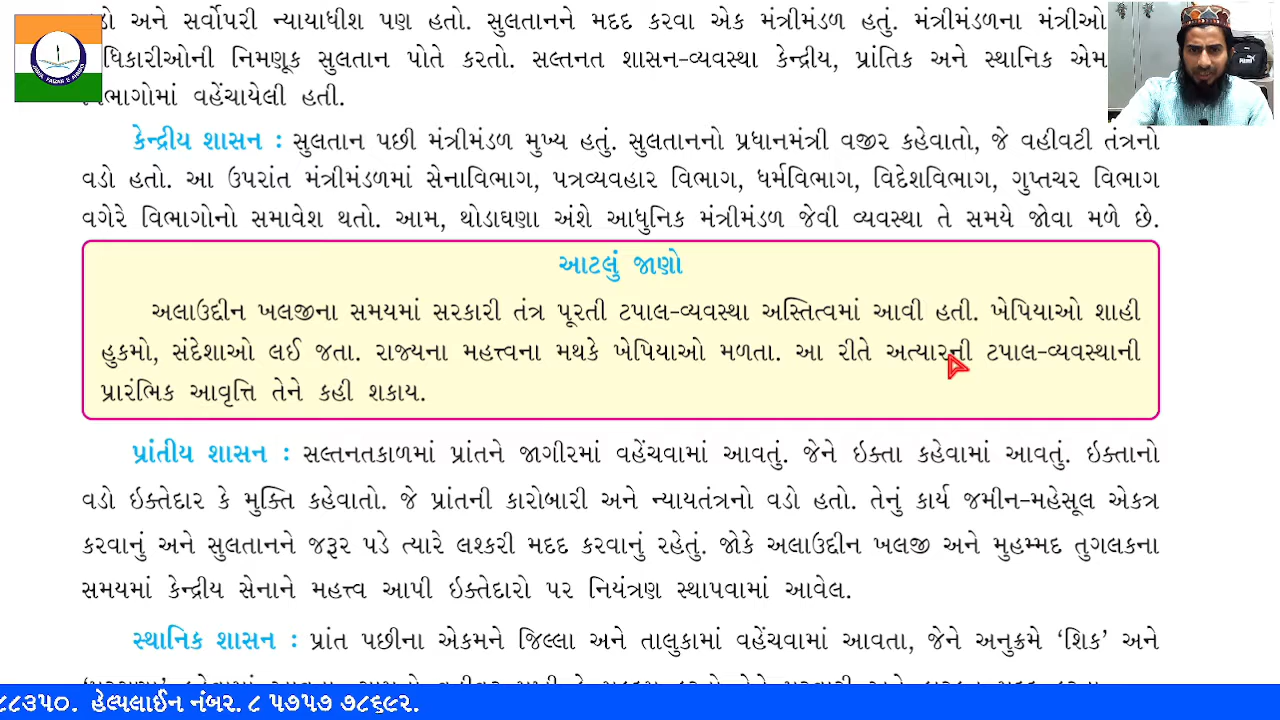 અને સર્વોપરી ન્યાયાધીશ પણ હતો. સુલતાનને મદદ કરવા એક મંત્રીમંડળ હતું. મંત્રીમંડળના મંત્રીઓ
નિમણૂક સુલતાન પોતે કરતો. સલ્તનત શાસન-વ્યવસ્થા કેન્દ્રીય, પ્રાંતિક અને સ્થાનિક એમ
વહેંચાયેલી હતી.
કેન્દ્રીય શાસન : સુલતાન પછી મંત્રીમંડળ મુખ્ય હતું. સુલતાનનો પ્રધાનમંત્રી વજીર કહેવાતો, જે વહીવટી તંત્રનો
વડો હતો. આ ઉપરાંત મંત્રીમંડળમાં સેનાવિભાગ, પત્રવ્યવહાર વિભાગ, ધર્મવિભાગ, વિદેશવિભાગ, ગુપ્તચર વિભાગ
વગેરે વિભાગોનો સમાવેશ થતો. આમ, થોડાઘણા અંશે આધુનિક મંત્રીમંડળ જેવી વ્યવસ્થા તે સમયે જોવા મળે છે.
આટલું જાણો
અલાઉદ્દીન ખલજીના સમયમાં સરકારી તંત્ર પૂરતી ટપાલ-વ્યવસ્થા અસ્તિત્વમાં આવી હતી. ખેપિયાઓ શાહી
હુકમો, સંદેશાઓ લઈ જતા. રાજ્યના મહત્ત્વના મથકે ખેપિયાઓ મળતા. આ રીતે અત્યારની ટપાલ-વ્યવસ્થાની
પ્રારંભિક આવૃત્તિ તેને કહી શકાય.
પ્રાંતીય શાસન : સલ્તનતકાળમાં પ્રાંતને જાગીરમાં વહેંચવામાં આવતું. જેને ઇક્તા કહેવામાં આવતું. ઇક્તાનો
વડો ઇક્તેદાર કે મુક્તિ કહેવાતો. જે પ્રાંતની કારોબારી અને ન્યાયતંત્રનો વડો હતો. તેનું કાર્ય જમીન-મહેસૂલ એકત્ર
કરવાનું અને સુલતાનને જરૂર પડે ત્યારે લશ્કરી મદદ કરવાનું રહેતું. જોકે અલાઉદ્દીન ખલજી અને મુહમ્મદ તુગલકના
સમયમાં કેન્દ્રીય સેનાને મહત્ત્વ આપી ઇક્તેદારો પર નિયંત્રણ સ્થાપવામાં આવેલ.
સ્થાનિક શાસન : પ્રાંત પછીના એકમને જિલ્લા અને તાલુકામાં વહેંચવામાં આવતા, જેને અનુક્રમે ‘શિક’ અને
૮૮૩૫૦. હેલ્પલાઈન નંબર. ૮ ૫૭૫૭ ૭૮૬૯૨.